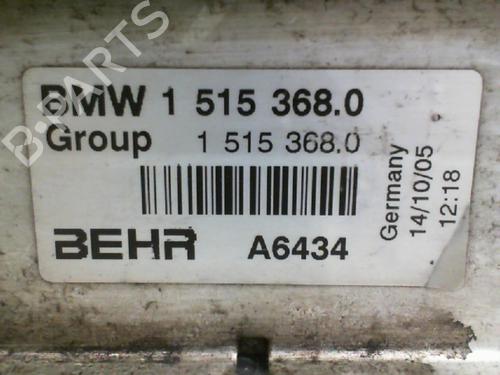 BMW 1 515 368.0
Group 1 515 368.0
BEHR A6434
Germany
14/10/05
12:18
B-PARTS